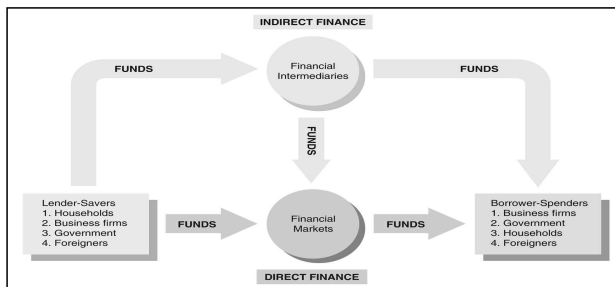 INDIRECT FINANCE
FUNDS
Financial
Intermediaries
FUNDS
FUNDS
Lender-Savers
1. Households
2. Business firms
3. Government
4. Foreigners
FUNDS
Financial
Markets
FUNDS
Borrower-Spenders
1. Business firms
2. Government
3. Households
4. Foreigners
DIRECT FINANCE